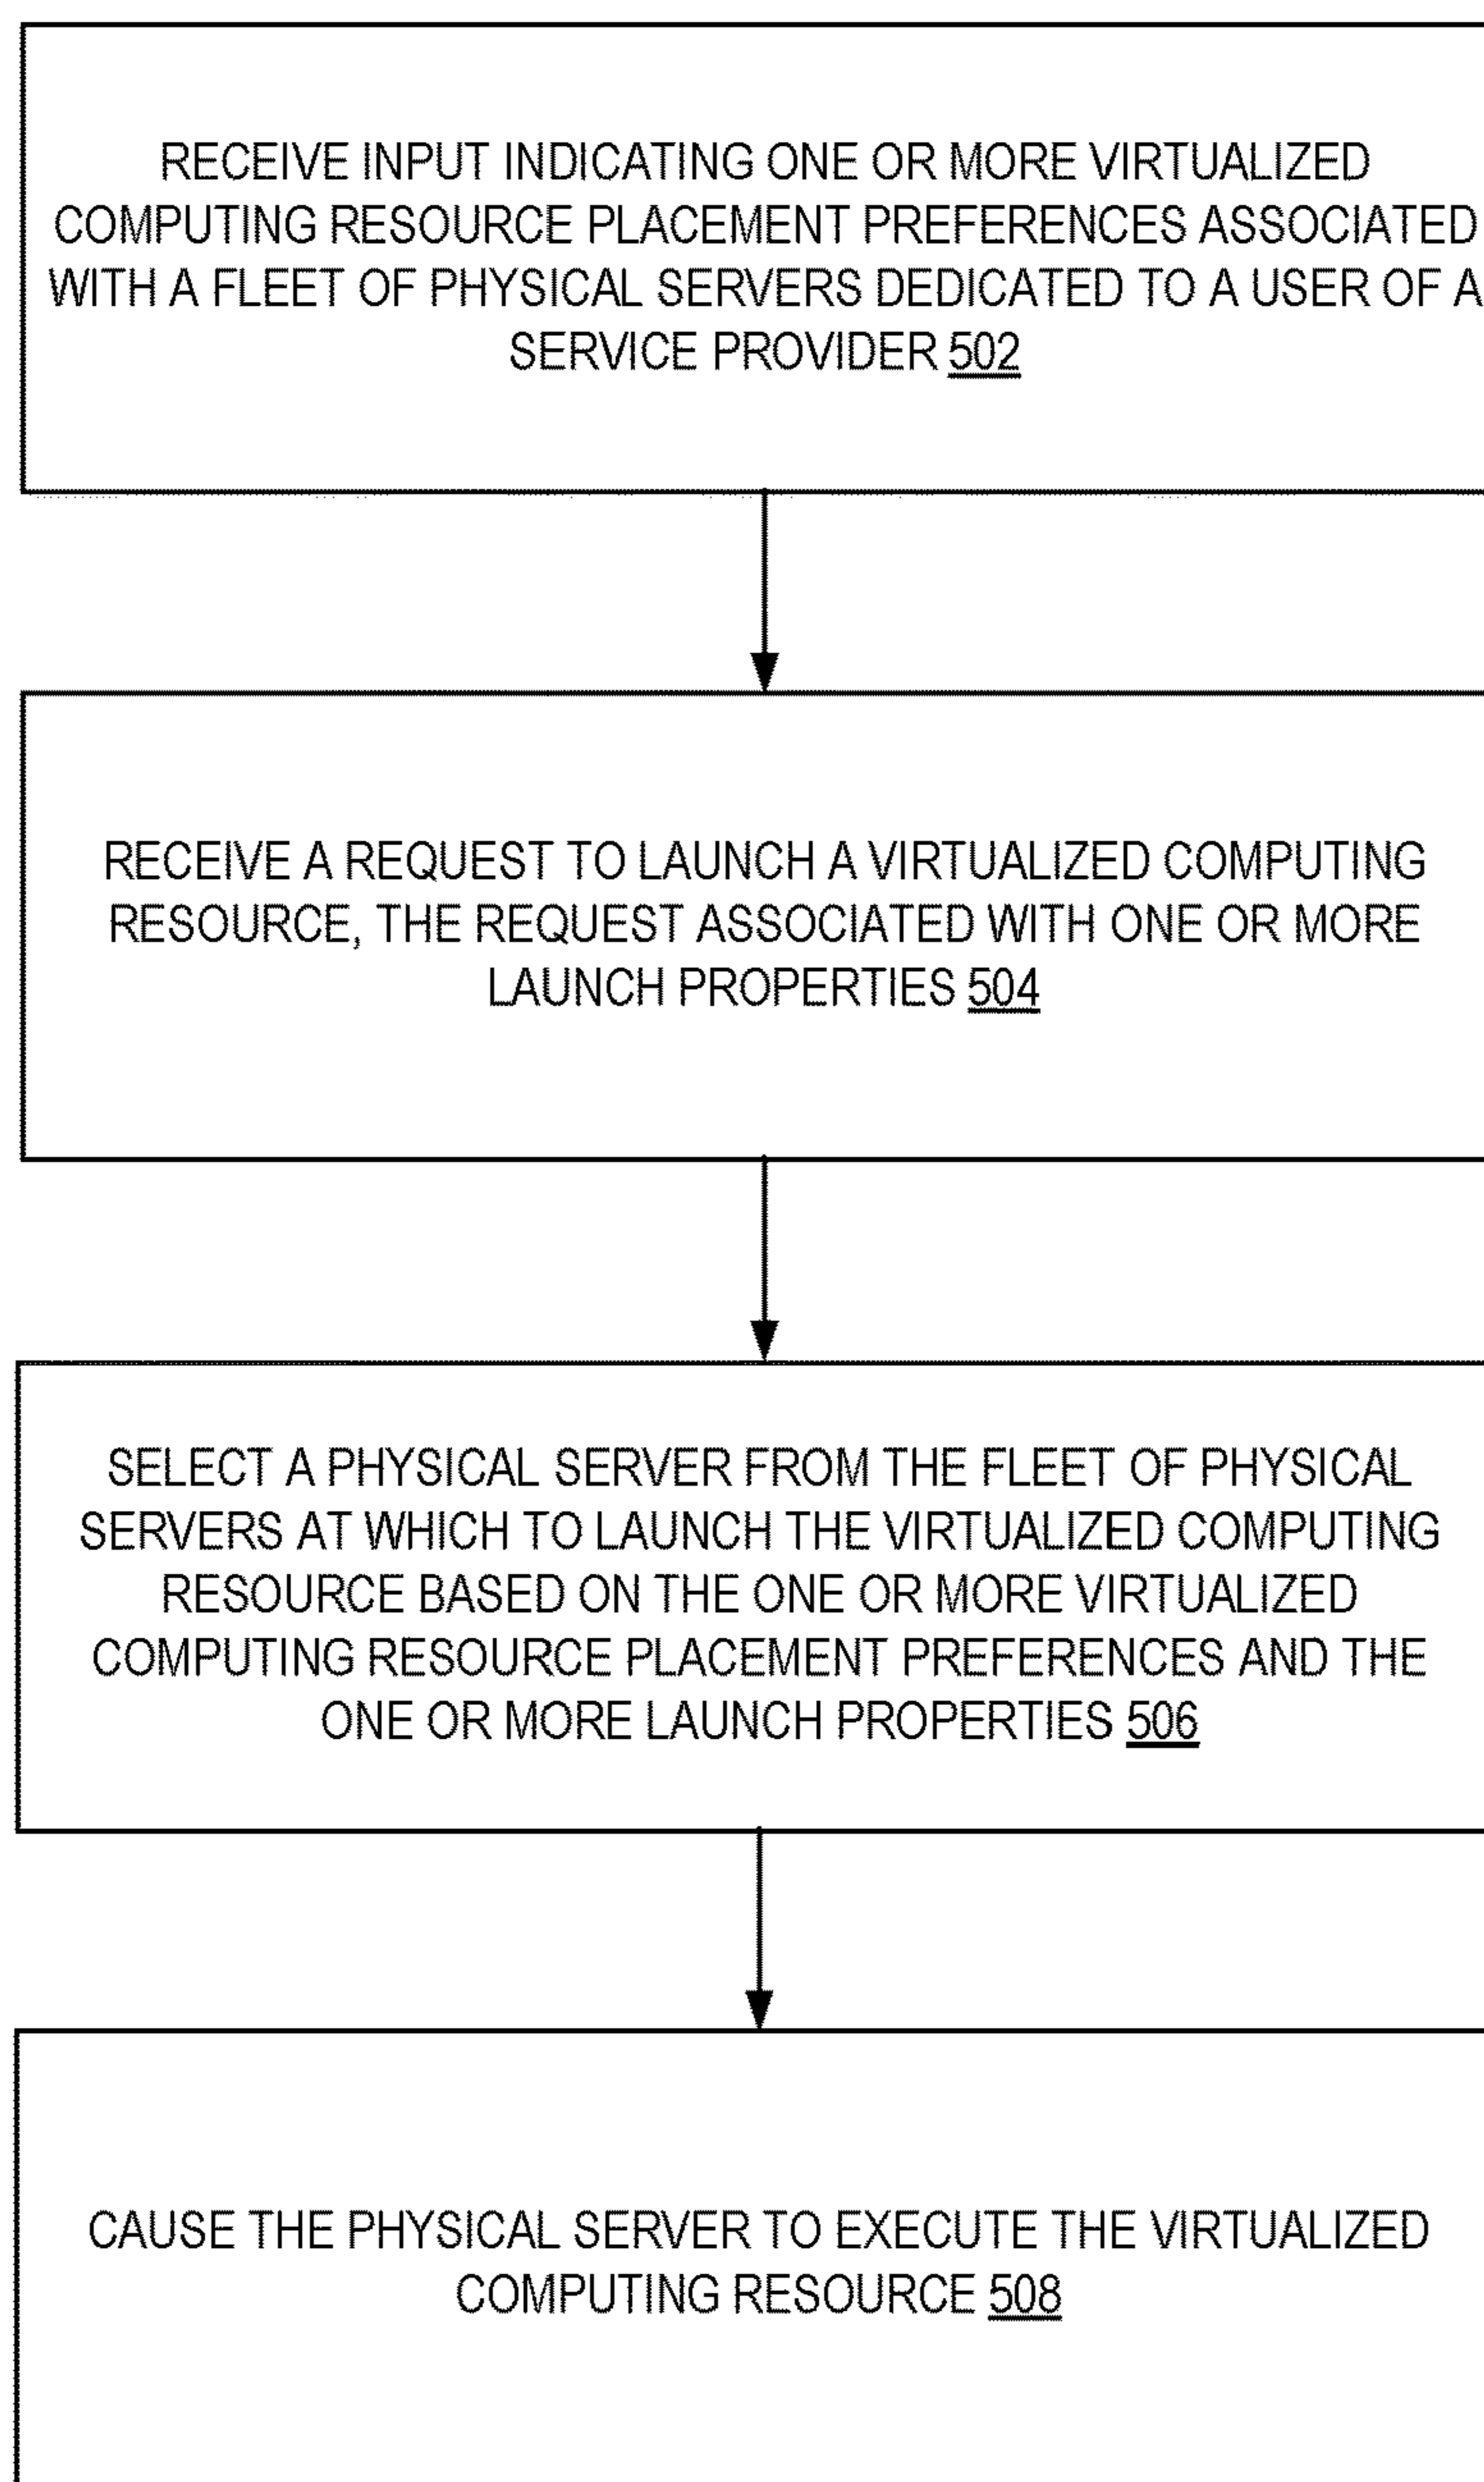 RECEIVE INPUT INDICATING ONE OR MORE VIRTUALIZED
COMPUTING RESOURCE PLACEMENT PREFERENCES ASSOCIATED
WITH A FLEET OF PHYSICAL SERVERS DEDICATED TO A USER OF A
SERVICE PROVIDER 502
RECEIVE A REQUEST TO LAUNCH A VIRTUALIZED COMPUTING
RESOURCE, THE REQUEST ASSOCIATED WITH ONE OR MORE
LAUNCH PROPERTIES 504
SELECT A PHYSICAL SERVER FROM THE FLEET OF PHYSICAL
SERVERS AT WHICH TO LAUNCH THE VIRTUALIZED COMPUTING
RESOURCE BASED ON THE ONE OR MORE VIRTUALIZED
COMPUTING RESOURCE PLACEMENT PREFERENCES AND THE
ONE OR MORE LAUNCH PROPERTIES 506
CAUSE THE PHYSICAL SERVER TO EXECUTE THE VIRTUALIZED
COMPUTING RESOURCE 508